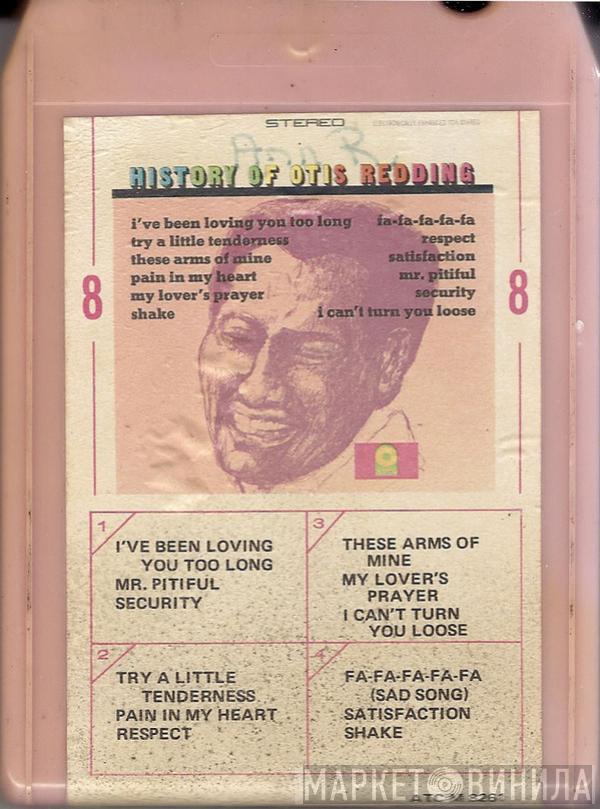 STEREO
HISTORY OF OTIS REDDING
i've been loving you too long fa-fa-fa-fa-fa
try a little tenderness respect
these arms of mine satisfaction
pain in my heart mr. pitiful
my lover's prayer security
shake i can't turn you loose
8 8
1
I'VE BEEN LOVING
YOU TOO LONG
MR. PITIFUL
SECURITY
3
THESE ARMS OF
MINE
MY LOVER'S
PRAYER
I CAN'T TURN
YOU LOOSE
2
TRY A LITTLE
TENDERNESS
PAIN IN MY HEART
RESPECT
4
FA-FA-FA-FA-FA
(SAD SONG)
SATISFACTION
SHAKE
МАРКЕТ ВИНИЛА